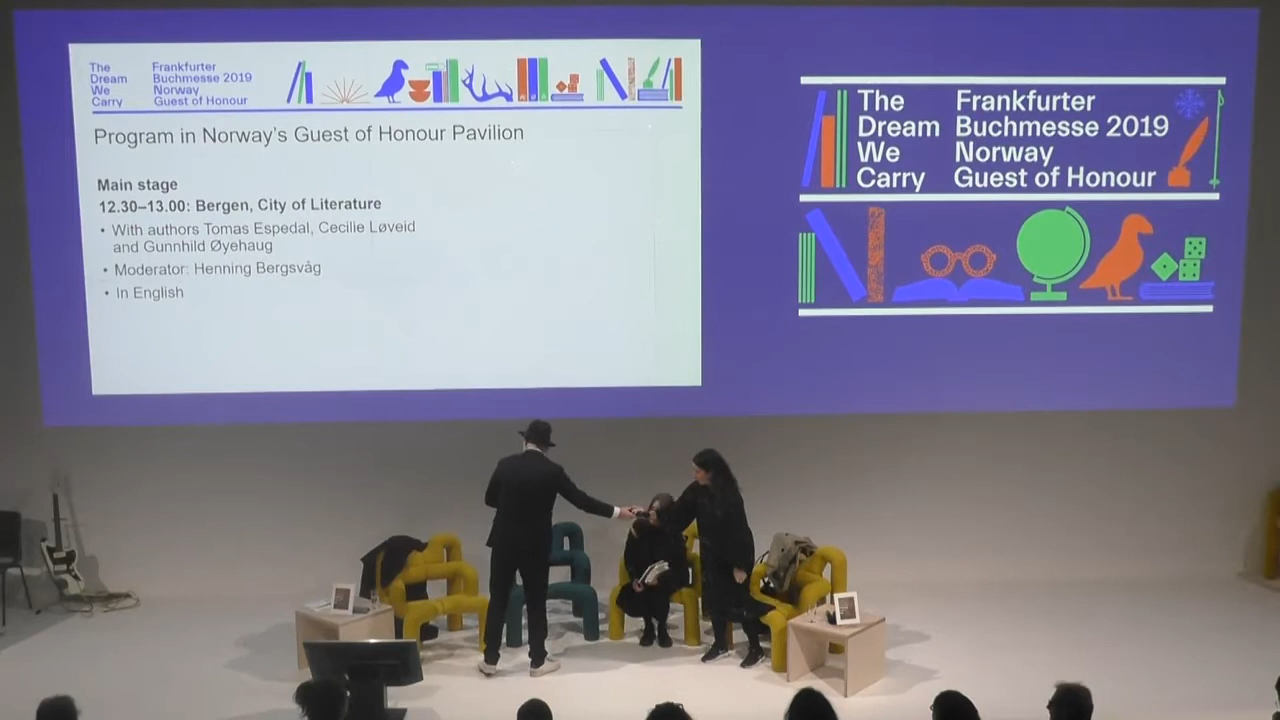 The
Dream
We
Carry
Frankfurter
Buchmesse 2019
Norway
Guest of Honour
Program in Norway's Guest of Honour Pavilion
Main stage
12.30–13.00: Bergen, City of Literature
• With authors Tomas Espedal, Cecilie Løveid
and Gunnhild Øyehaug
• Moderator: Henning Bergsvåg
• In English
The
Dream
We
Carry
Frankfurter
Buchmesse 2019
Norway
Guest of Honour